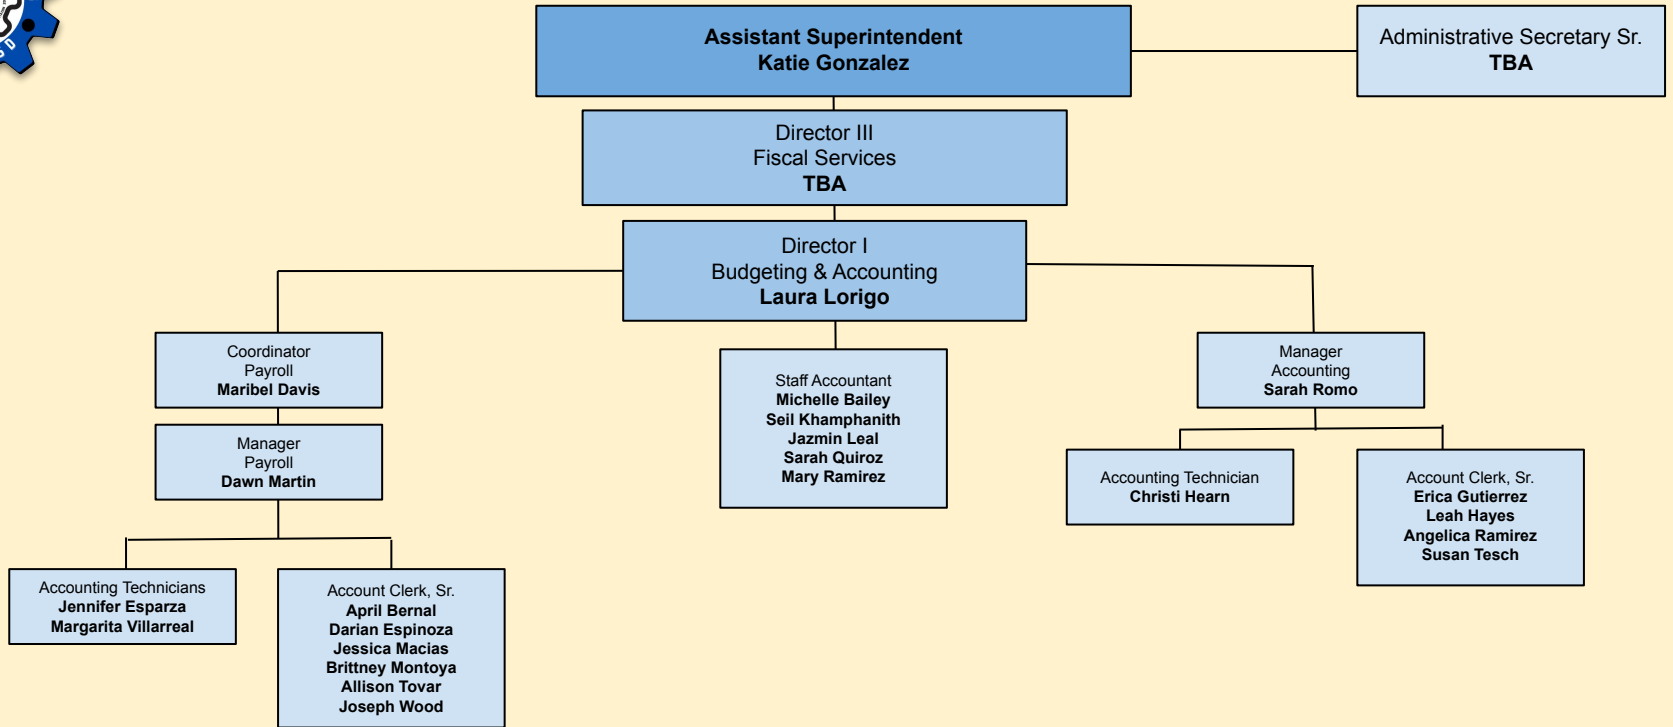 Assistant Superintendent
Katie Gonzalez
Administrative Secretary Sr.
TBA
Director III
Fiscal Services
TBA
Director I
Budgeting & Accounting
Laura Lorigo
Coordinator
Payroll
Maribel Davis
Manager
Payroll
Dawn Martin
Staff Accountant
Michelle Bailey
Seil Khamphanith
Jazmin Leal
Sarah Quiroz
Mary Ramirez
Manager
Accounting
Sarah Romo
Accounting Technician
Christi Hearn
Account Clerk, Sr.
Erica Gutierrez
Leah Hayes
Angelica Ramirez
Susan Tesch
Accounting Technicians
Jennifer Esparza
Margarita Villarreal
Account Clerk, Sr.
April Bernal
Darian Espinoza
Jessica Macias
Brittney Montoya
Allison Tovar
Joseph Wood